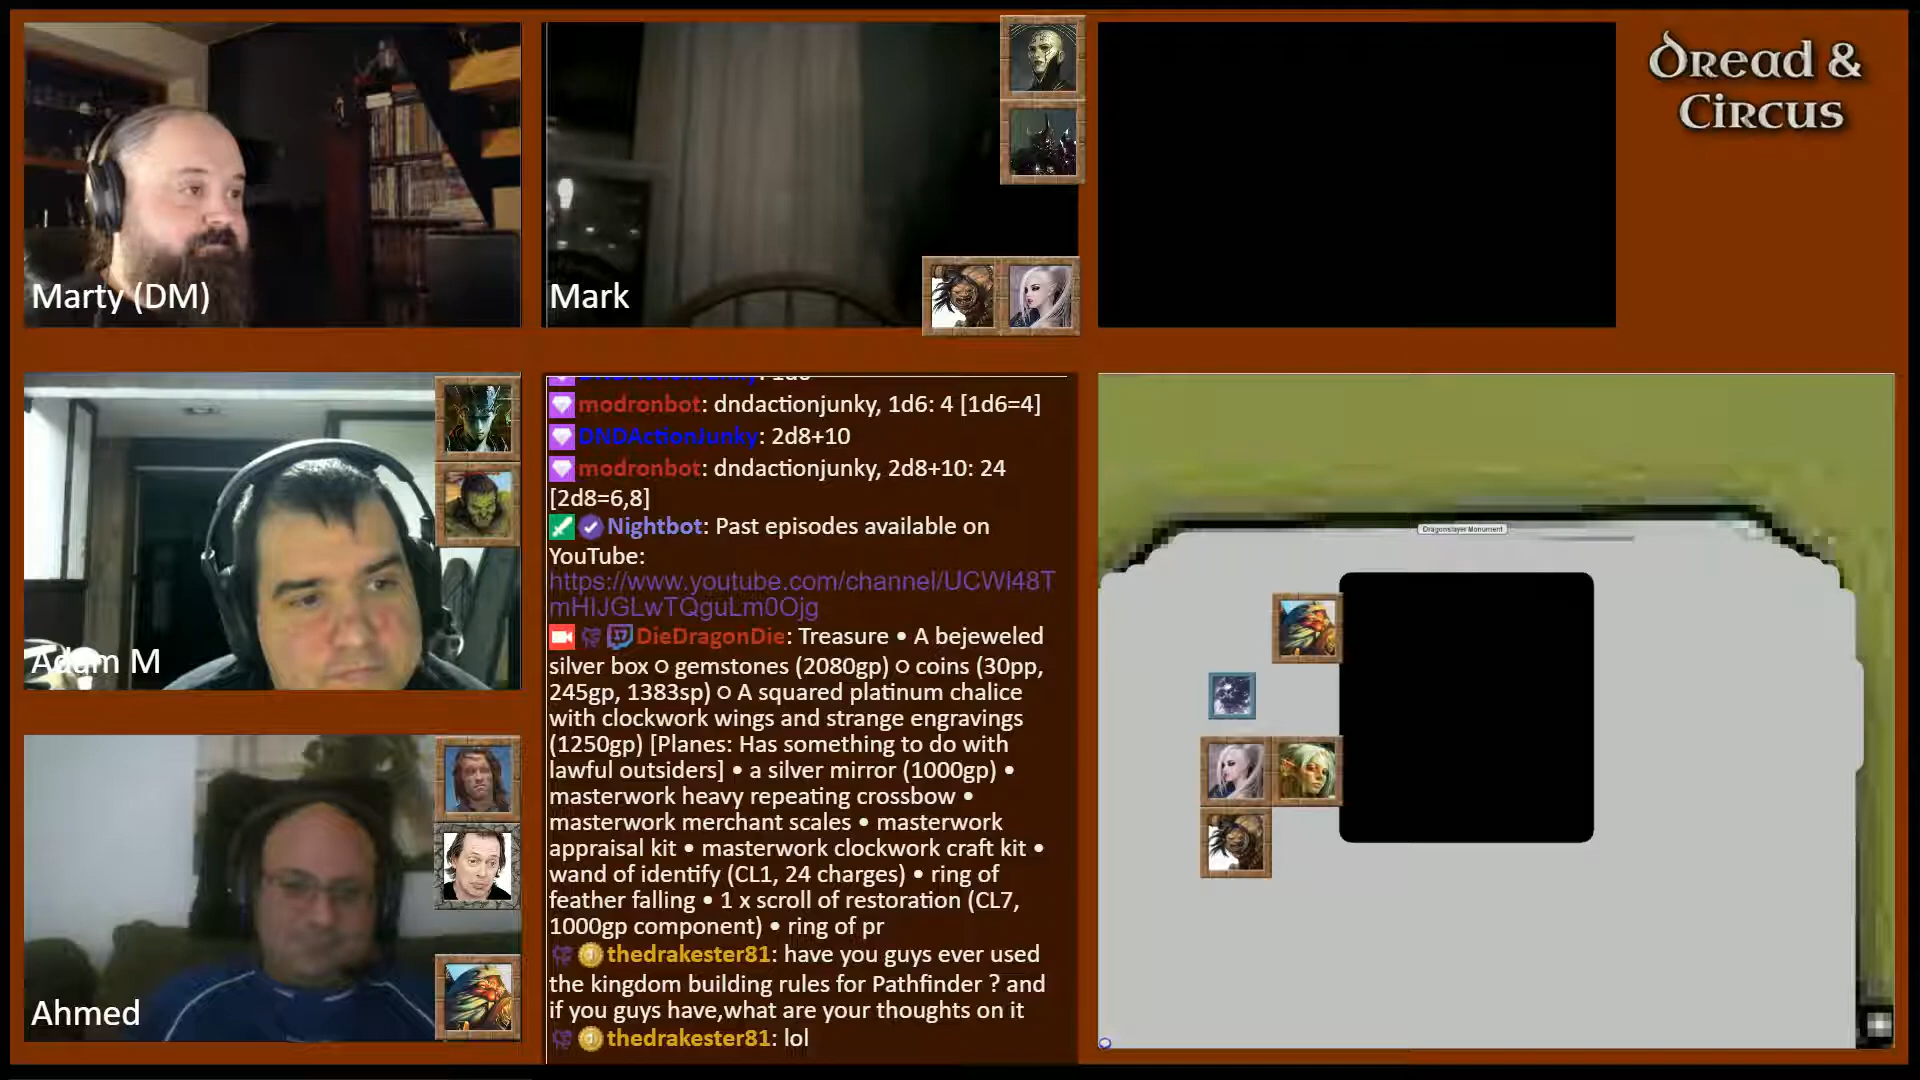 Dread &
Circus
Marty (DM)
Mark
modronbot: dndactionjunky, 1d6: 4 [1d6=4]
DNDActionJunky: 2d8+10
modronbot: dndactionjunky, 2d8+10: 24
[2d8=6,8]
Nightbot: Past episodes available on
YouTube:
https://www.youtube.com/channel/UCWI48T
mHIJGLwTQguLm0Ojg
17 DieDragonDie: Treasure • A bejeweled
silver box ○ gemstones (2080gp) ○ coins (30pp,
245gp, 1383sp) ○ A squared platinum chalice
with clockwork wings and strange engravings
(1250gp) [Planes: Has something to do with
lawful outsiders] • a silver mirror (1000gp) •
masterwork heavy repeating crossbow •
masterwork merchant scales • masterwork
appraisal kit • masterwork clockwork craft kit •
wand of identify (CL1, 24 charges) • ring of
feather falling • 1 x scroll of restoration (CL7,
1000gp component) • ring of pr
thedrakester81: have you guys ever used
the kingdom building rules for Pathfinder ? and
if you guys have,what are your thoughts on it
thedrakester81: lol
Adam M
Ahmed
Dragonslayer Monument